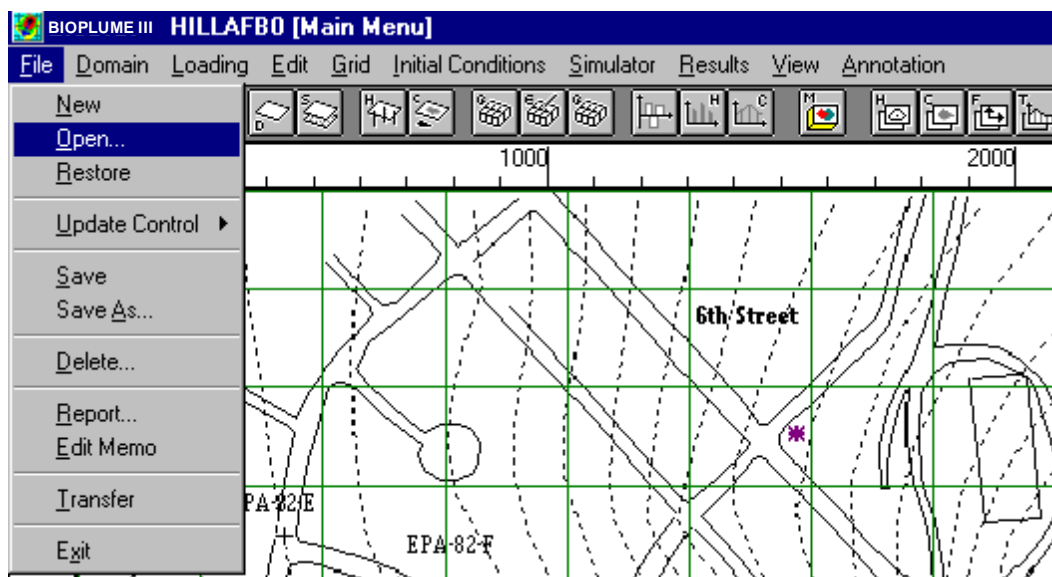 BIOPLUME III HILLAFB0 [Main Menu]
File Domain Loading Edit Grid Initial Conditions Simulator Results View Annotation
New
D S H C G G G H C M H C F T
Open...
1000 2000
Restore
Update Control
Save
Save As...
6th Street
Delete...
Report...
Edit Memo
Transfer
PA-82-E
Exit
EPA-82-F